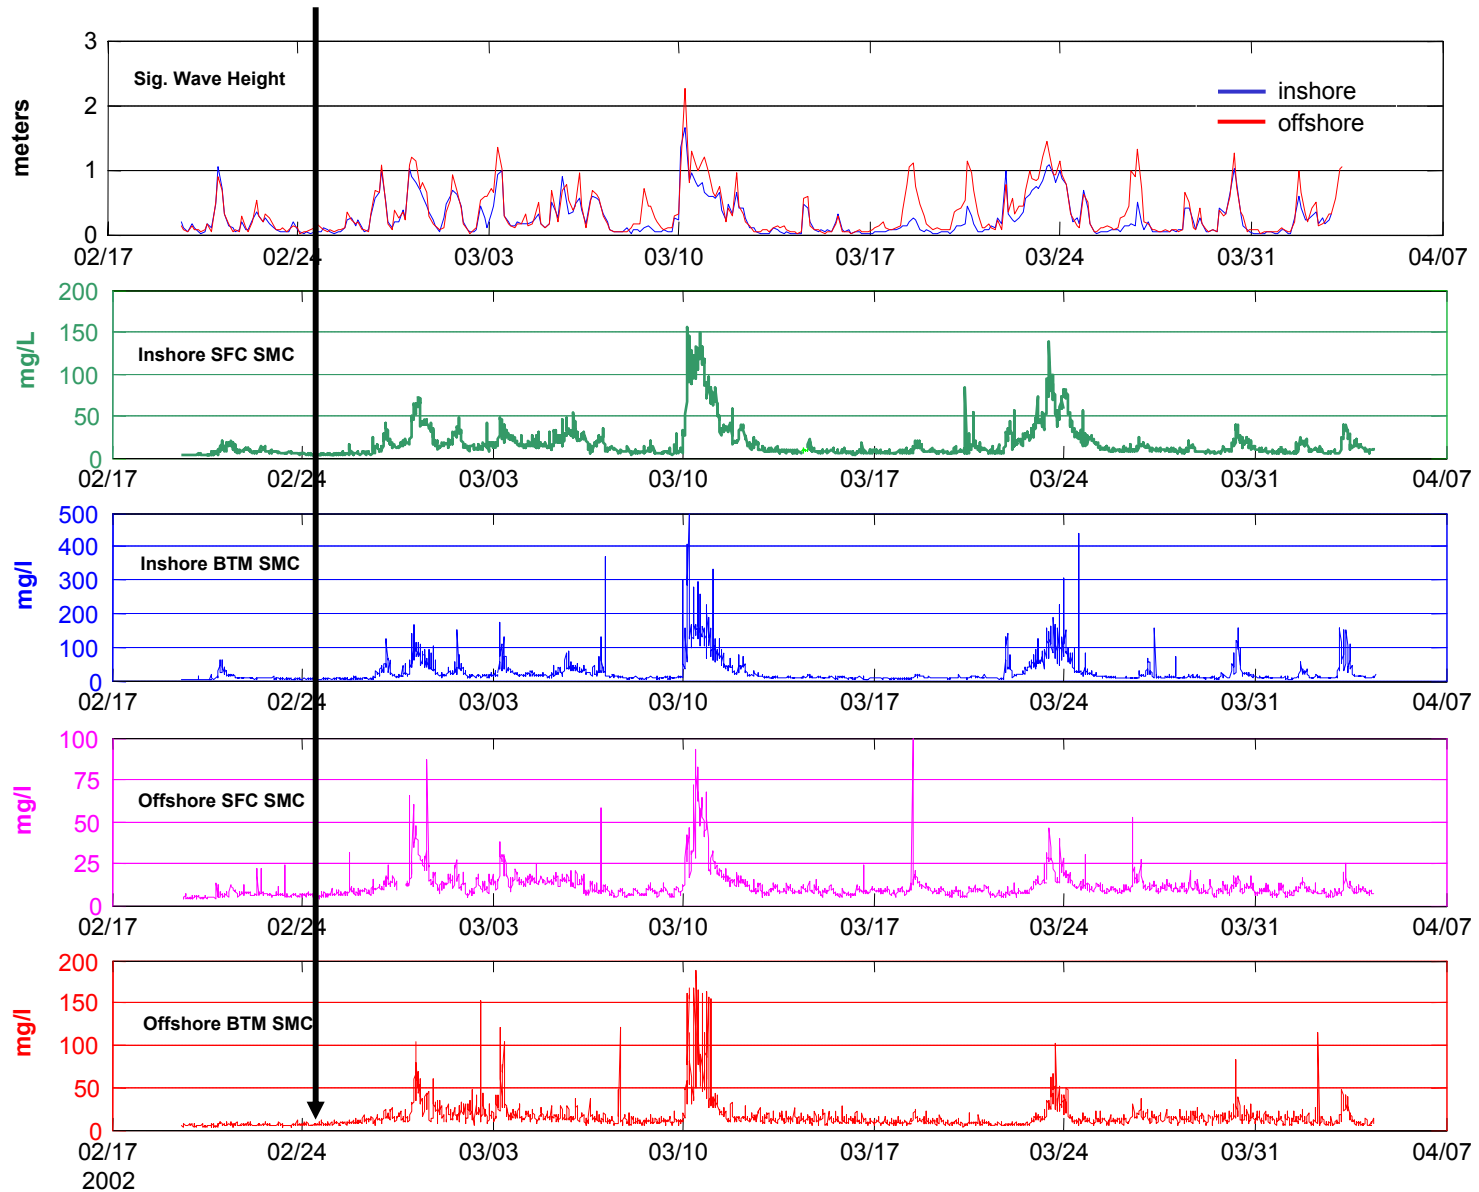 3
Sig. Wave Height
inshore
2
offshore
meters
1
0
02/17 02/24 03/03 03/10 03/17 03/24 03/31 04/07
200
150
Inshore SFC SMC
mg/L
100
50
0
02/17 02/24 03/03 03/10 03/17 03/24 03/31 04/07
500
400
Inshore BTM SMC
300
mg/l
200
100
0
02/17 02/24 03/03 03/10 03/17 03/24 03/31 04/07
100
75
Offshore SFC SMC
mg/l
50
25
0
02/17 02/24 03/03 03/10 03/17 03/24 03/31 04/07
200
150
Offshore BTM SMC
mg/l
100
50
0
02/17 02/24 03/03 03/10 03/17 03/24 03/31 04/07
2002